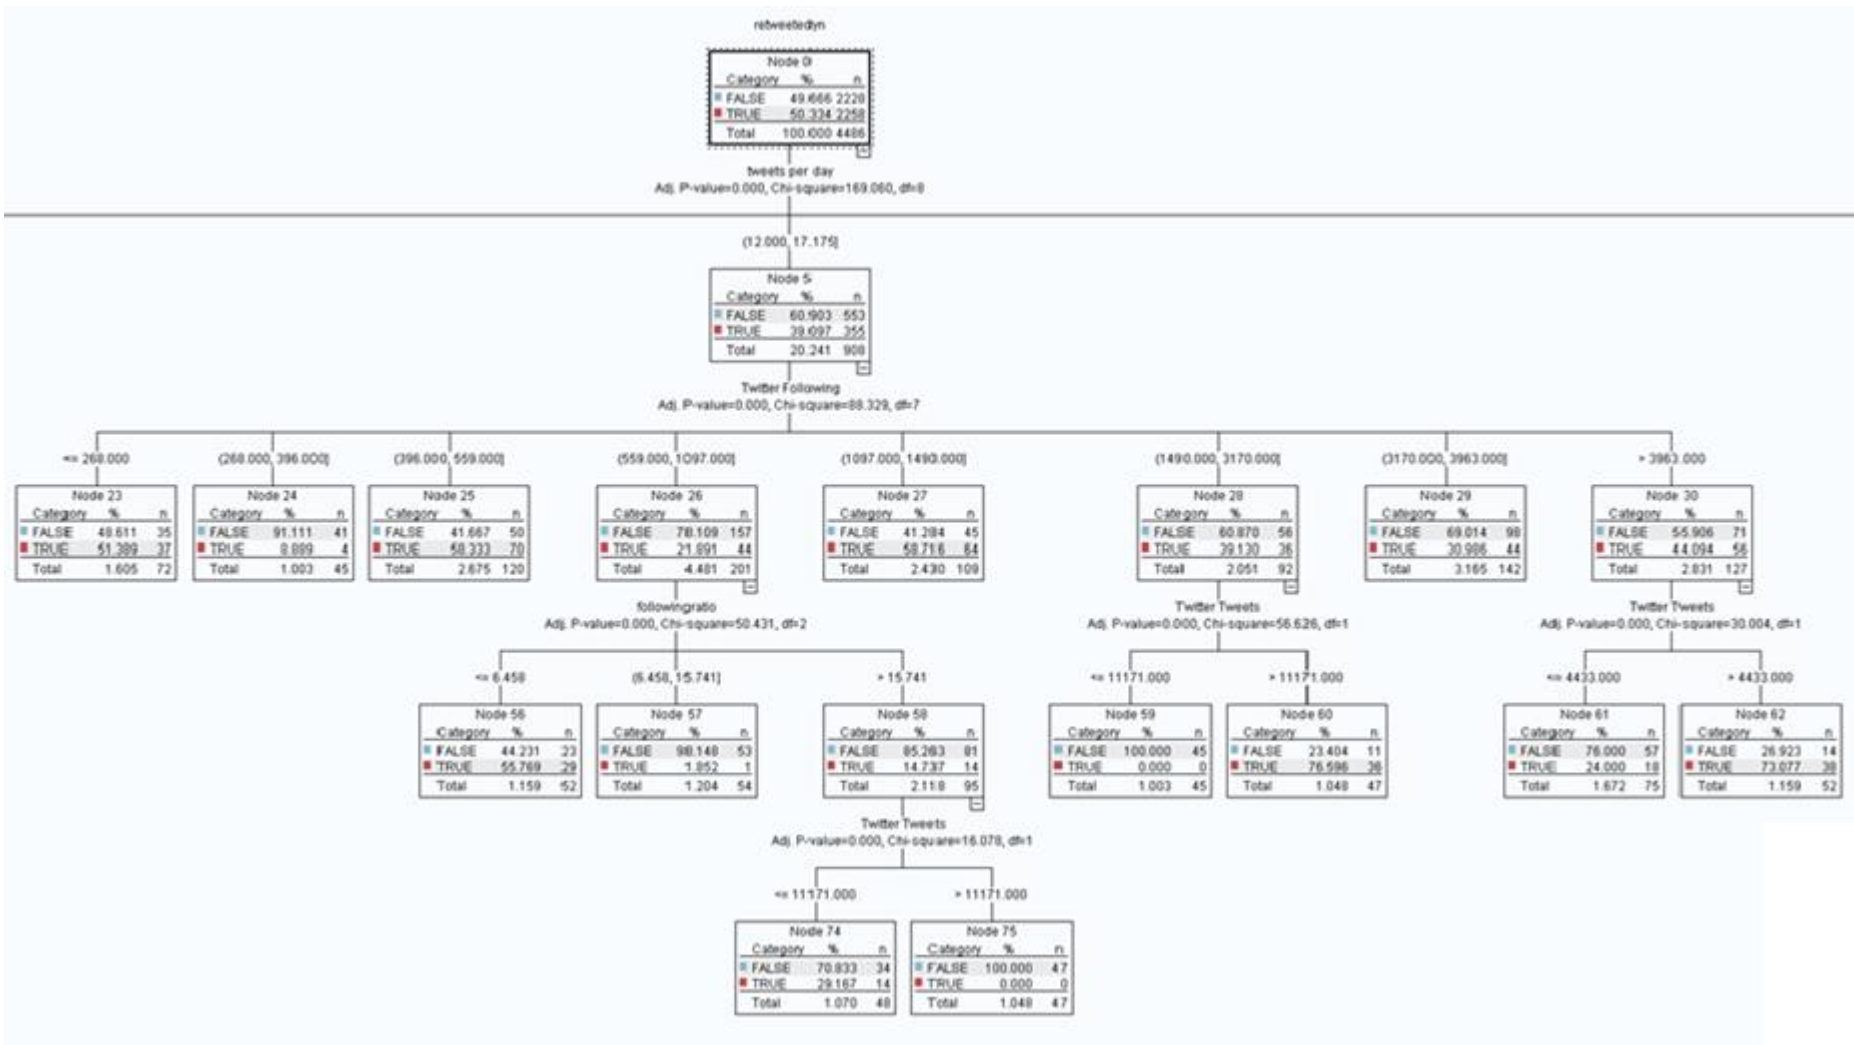 retweetedyn
Node 0
Category % n
FALSE 49.666 2228
TRUE 50.334 2258
Total 100.000 4486
tweets per day
Adj. P-value=0.000, Chi-square=169.060, df=8
(12.000, 17.175]
Node 5
Category % n
FALSE 60.903 553
TRUE 39.097 355
Total 20.241 908
Twitter Following
Adj. P-value=0.000, Chi-square=88.329, df=7
<= 268.000
(268.000, 396.000]
(396.000, 559.000]
(559.000, 1097.000]
(1097.000, 1490.000]
(1490.000, 3170.000]
(3170.000, 3963.000]
> 3963.000
Node 23
Category % n
FALSE 48.611 35
TRUE 51.389 37
Total 1.605 72
Node 24
Category % n
FALSE 91.111 41
TRUE 8.889 4
Total 1.003 45
Node 25
Category % n
FALSE 41.667 50
TRUE 58.333 70
Total 2.675 120
Node 26
Category % n
FALSE 78.109 157
TRUE 21.891 44
Total 4.481 201
Node 27
Category % n
FALSE 41.284 45
TRUE 58.716 64
Total 2.430 109
Node 28
Category % n
FALSE 60.870 56
TRUE 39.130 36
Total 2.051 92
Node 29
Category % n
FALSE 69.014 98
TRUE 30.986 44
Total 3.165 142
Node 30
Category % n
FALSE 55.906 71
TRUE 44.094 56
Total 2.831 127
followingratio
Adj. P-value=0.000, Chi-square=50.431, df=2
Twitter Tweets
Adj. P-value=0.000, Chi-square=56.626, df=1
Twitter Tweets
Adj. P-value=0.000, Chi-square=30.004, df=1
<= 6.458
(6.458, 15.741]
> 15.741
<= 11171.000
> 11171.000
<= 4433.000
> 4433.000
Node 56
Category % n
FALSE 44.231 23
TRUE 55.769 29
Total 1.159 52
Node 57
Category % n
FALSE 98.148 53
TRUE 1.852 1
Total 1.204 54
Node 58
Category % n
FALSE 85.263 81
TRUE 14.737 14
Total 2.118 95
Node 59
Category % n
FALSE 100.000 45
TRUE 0.000 0
Total 1.003 45
Node 60
Category % n
FALSE 23.404 11
TRUE 76.596 36
Total 1.048 47
Node 61
Category % n
FALSE 76.000 57
TRUE 24.000 18
Total 1.672 75
Node 62
Category % n
FALSE 26.923 14
TRUE 73.077 38
Total 1.159 52
Twitter Tweets
Adj. P-value=0.000, Chi-square=16.078, df=1
<= 11171.000
> 11171.000
Node 74
Category % n
FALSE 70.833 34
TRUE 29.167 14
Total 1.070 48
Node 75
Category % n
FALSE 100.000 47
TRUE 0.000 0
Total 1.048 47